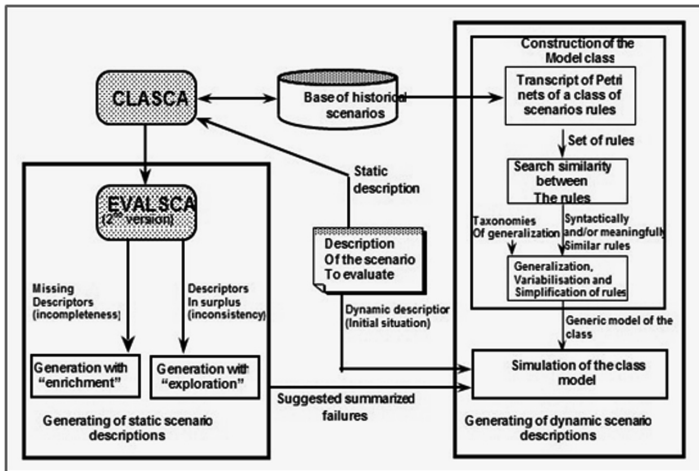 CLASCA
Base of historical
scenarios
Construction of the
Model class
Transcript of Petri
nets of a class of
scenarios rules
Set of rules
Search similarity
between
The rules
Taxonomies
Of generalization
Syntactically
and/or meaningfully
Similar rules
Generalization,
Variabilisation and
Simplification of rules
Generic model of the
class
Simulation of the class
model
Generating of dynamic scenario
descriptions
Static
description
Description
Of the scenario
To evaluate
Dynamic description
(Initial situation)
EVALSCA
(2nd version)
Missing
Descriptors
(incompleteness)
Descriptors
In surplus
(inconsistency)
Generation with
“enrichment”
Generation with
“exploration”
Generating of static scenario
descriptions
Suggested summarized
failures